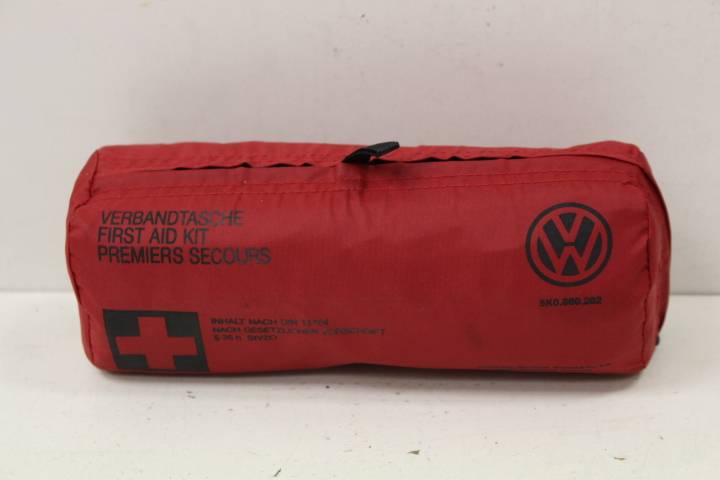 VERBANDTASCHE
FIRST AID KIT
PREMIERS SECOURS
VW
5K0.860.282
INHALT NACH DIN 13164
NACH GESETZLICHER VORSCHRIFT
§ 35 h StVZO